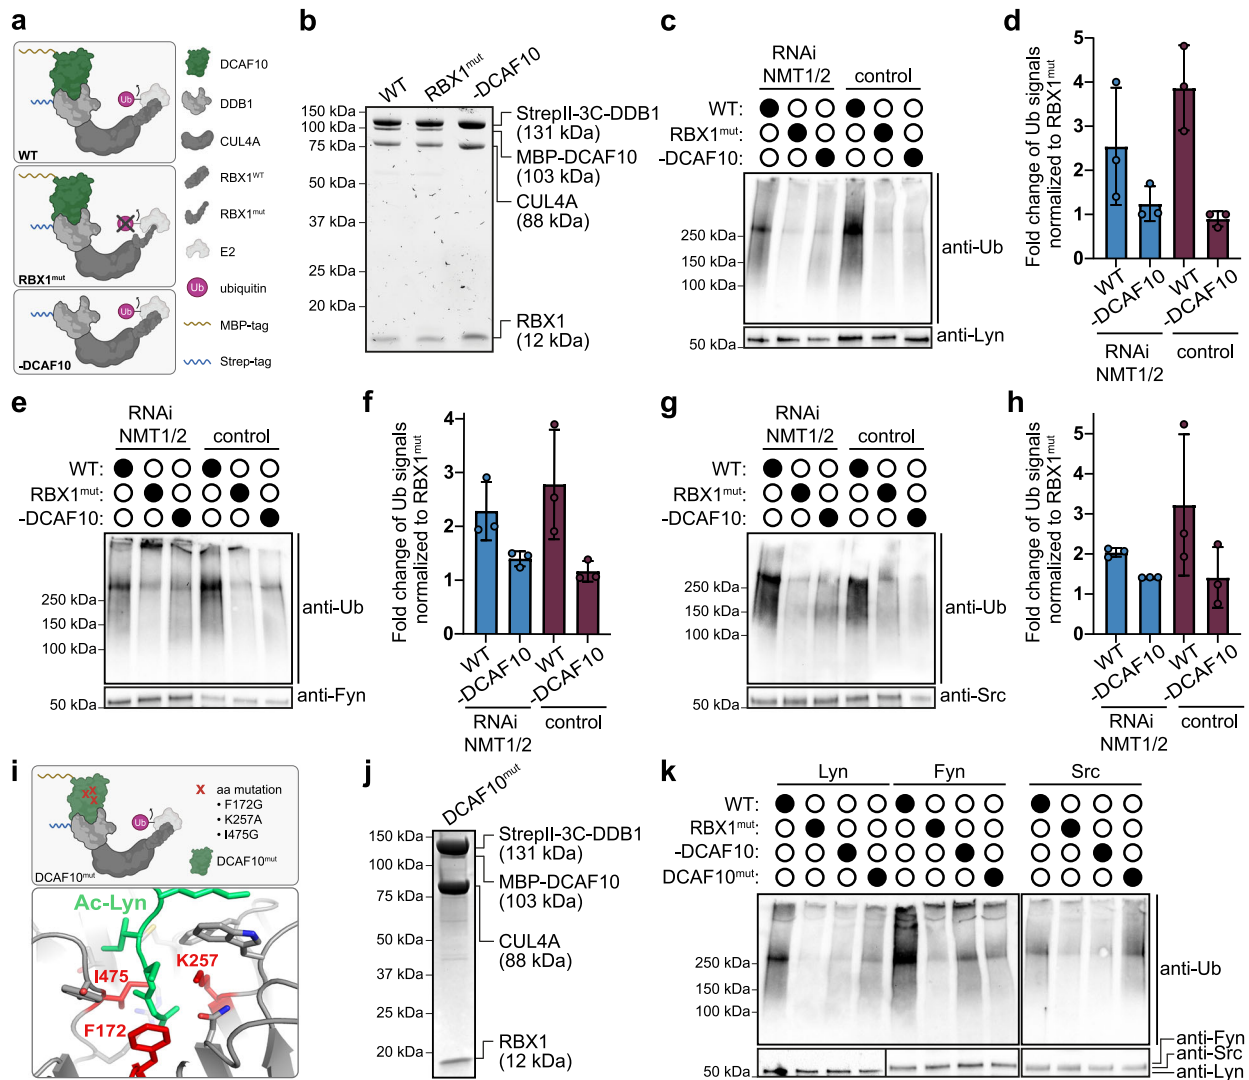 a
WT
RBX1mut
-DCAF10
DCAF10
DDB1
CUL4A
RBX1WT
RBX1mut
E2
Ub
ubiquitin
MBP-tag
Strep-tag
b
WT
RBX1mut
-DCAF10
150 kDa
100 kDa
75 kDa
50 kDa
37 kDa
25 kDa
20 kDa
StrepII-3C-DDB1
(131 kDa)
MBP-DCAF10
(103 kDa)
CUL4A
(88 kDa)
RBX1
(12 kDa)
c
RNAi
NMT1/2
control
WT:
RBX1mut:
-DCAF10:
250 kDa
150 kDa
100 kDa
anti-Ub
50 kDa
anti-Lyn
d
Fold change of Ub signals
normalized to RBX1mut
5
4
3
2
1
0
WT
-DCAF10
WT
-DCAF10
RNAi
NMT1/2
control
e
RNAi
NMT1/2
control
WT:
RBX1mut:
-DCAF10:
250 kDa
150 kDa
100 kDa
anti-Ub
50 kDa
anti-Fyn
f
Fold change of Ub signals
normalized to RBX1mut
4
3
2
1
0
WT
-DCAF10
WT
-DCAF10
RNAi
NMT1/2
control
g
RNAi
NMT1/2
control
WT:
RBX1mut:
-DCAF10:
250 kDa
150 kDa
100 kDa
anti-Ub
50 kDa
anti-Src
h
Fold change of Ub signals
normalized to RBX1mut
5
4
3
2
1
0
WT
-DCAF10
WT
-DCAF10
RNAi
NMT1/2
control
i
x aa mutation
• F172G
• K257A
• I475G
Ub
DCAF10mut
DCAF10mut
Ac-Lyn
K257
I475
F172
j
DCAF10mut
150 kDa
100 kDa
75 kDa
50 kDa
37 kDa
25 kDa
20 kDa
StrepII-3C-DDB1
(131 kDa)
MBP-DCAF10
(103 kDa)
CUL4A
(88 kDa)
RBX1
(12 kDa)
k
Lyn
Fyn
Src
WT:
RBX1mut:
-DCAF10:
DCAF10mut:
250 kDa
150 kDa
100 kDa
anti-Ub
50 kDa
anti-Fyn
anti-Src
anti-Lyn